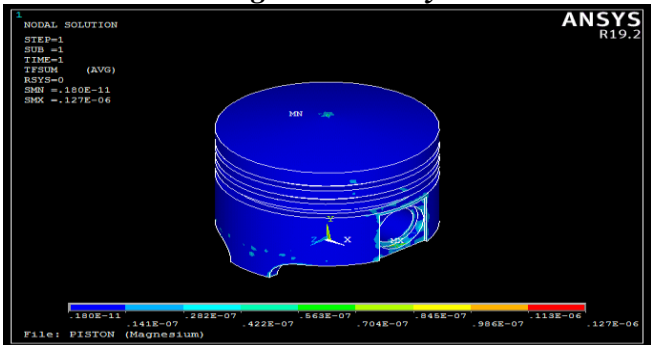 1
NODAL SOLUTION
STEP=1
SUB =1
TIME=1
TFSUM (AVG)
RSYS=0
SMN =.180E-11
SMX =.127E-06
ANSYS
R19.2
MN
Y
Z X
MX
.180E-11 .282E-07 .563E-07 .845E-07 .113E-06
.141E-07 .422E-07 .704E-07 .986E-07 .127E-06
File: PISTON (Magnesium)